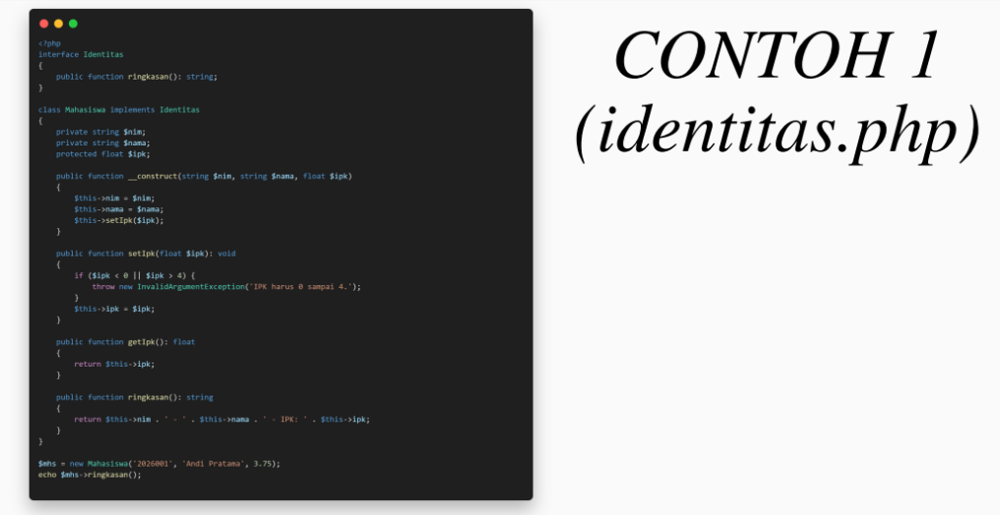 <?php
interface Identitas
{
    public function ringkasan(): string;
}

class Mahasiswa implements Identitas
{
    private string $nim;
    private string $nama;
    protected float $ipk;

    public function __construct(string $nim, string $nama, float $ipk)
    {
        $this->nim = $nim;
        $this->nama = $nama;
        $this->setIpk($ipk);
    }

    public function setIpk(float $ipk): void
    {
        if ($ipk < 0 || $ipk > 4) {
            throw new InvalidArgumentException('IPK harus 0 sampai 4.');
        }
        $this->ipk = $ipk;
    }

    public function getIpk(): float
    {
        return $this->ipk;
    }

    public function ringkasan(): string
    {
        return $this->nim . ' - ' . $this->nama . ' - IPK: ' . $this->ipk;
    }
}

$mhs = new Mahasiswa('2026001', 'Andi Pratama', 3.75);
echo $mhs->ringkasan();
CONTOH 1
(identitas.php)